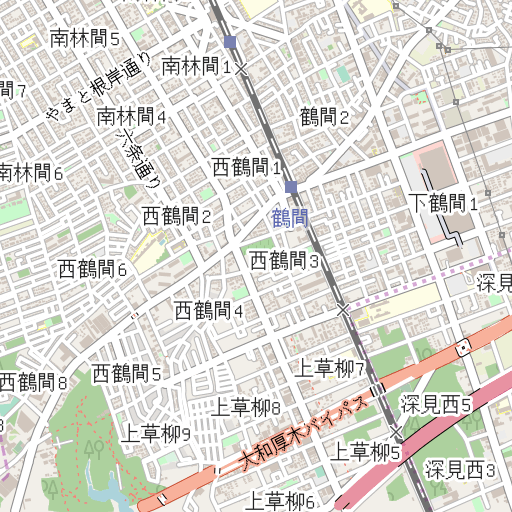 南林間5
南林間1
やまと根岸通り
間7
南林間4
鶴間2
六条通り
西鶴間1
南林間6
下鶴間1
西鶴間2
鶴間
西鶴間3
西鶴間6
深見
西鶴間4
上草柳7
西鶴間5
西鶴間8
上草柳8
深見西5
大和厚木バイパス
上草柳9
上草柳5
深見西3
上草柳6